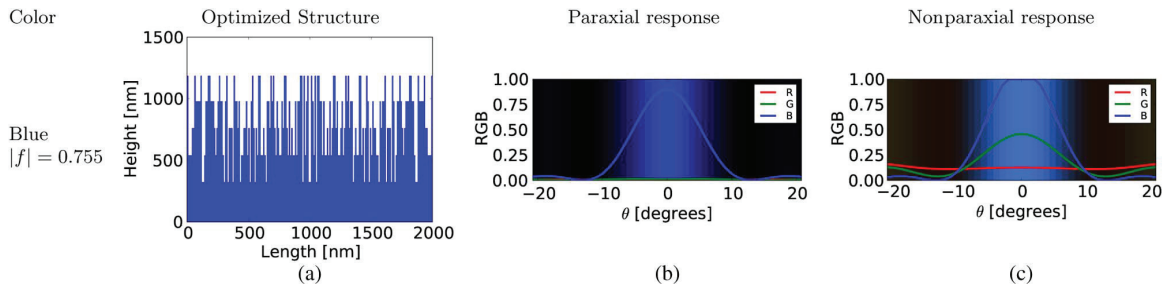 Color
Optimized Structure
Paraxial response
Nonparaxial response
Blue
|f| = 0.755
1500
1000
500
0
Height [nm]
0 500 1000 1500 2000
Length [nm]
(a)
1.00
0.75
0.50
0.25
0.00
RGB
R
G
B
−20 −10 0 10 20
θ [degrees]
(b)
1.00
0.75
0.50
0.25
0.00
RGB
R
G
B
−20 −10 0 10 20
θ [degrees]
(c)